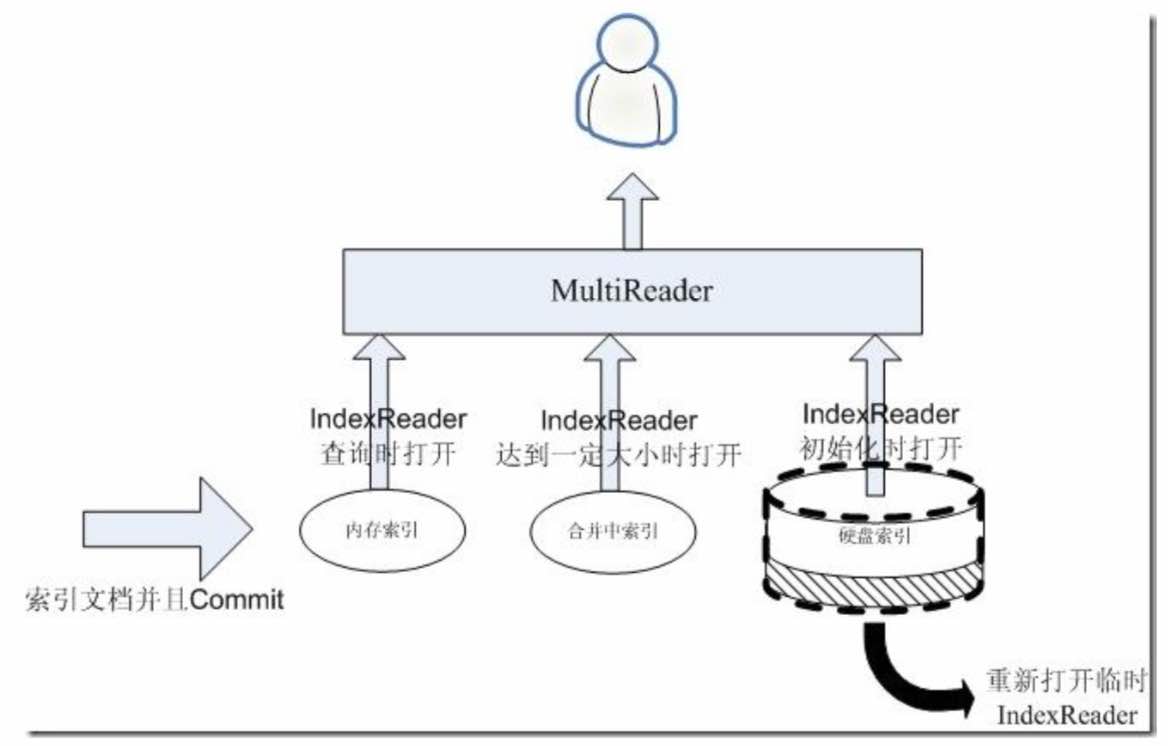 MultiReader
IndexReader
查询时打开
IndexReader
达到一定大小时打开
IndexReader
初始化时打开
内存索引
合并中索引
硬盘索引
索引文档并且Commit
重新打开临时
IndexReader